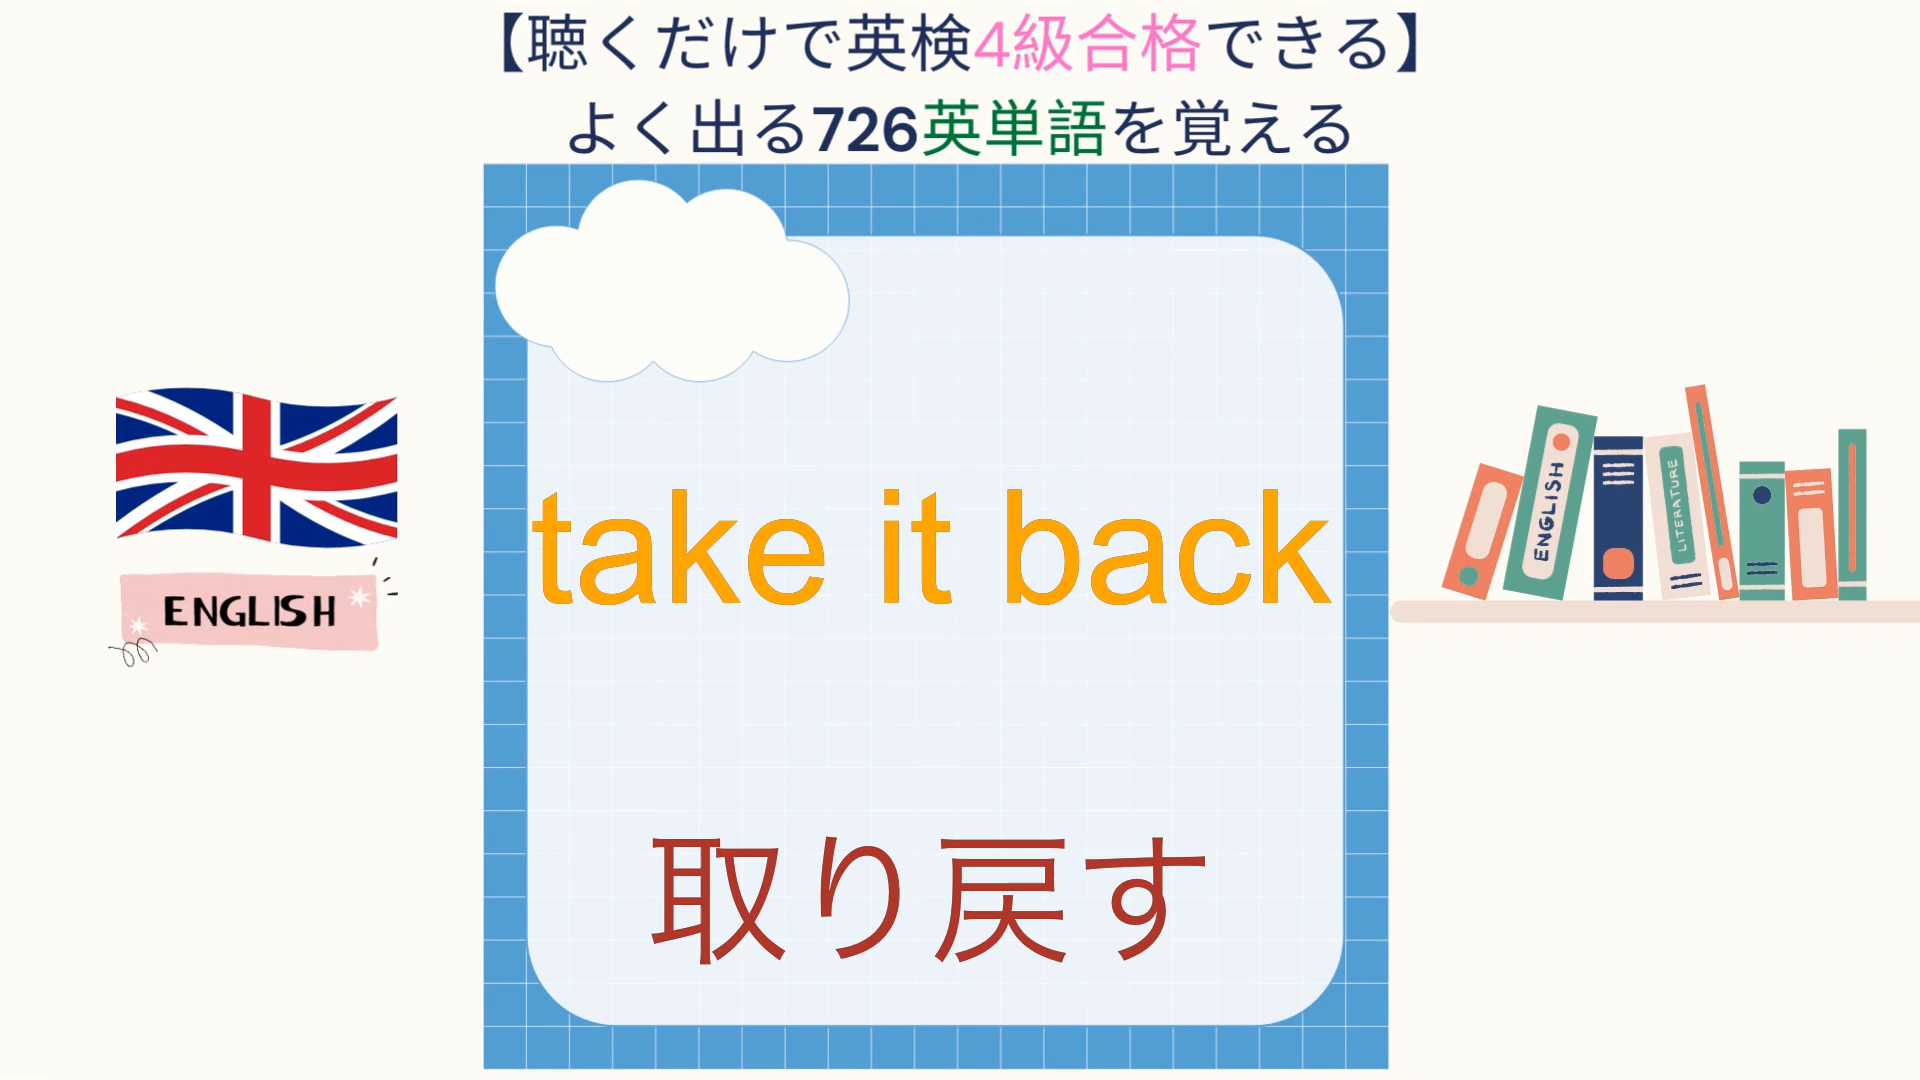 【聴くだけで英検4級合格できる】
よく出る726英単語を覚える
take it back
取り戻す
ENGLISH
ENGLISH
LITERATURE